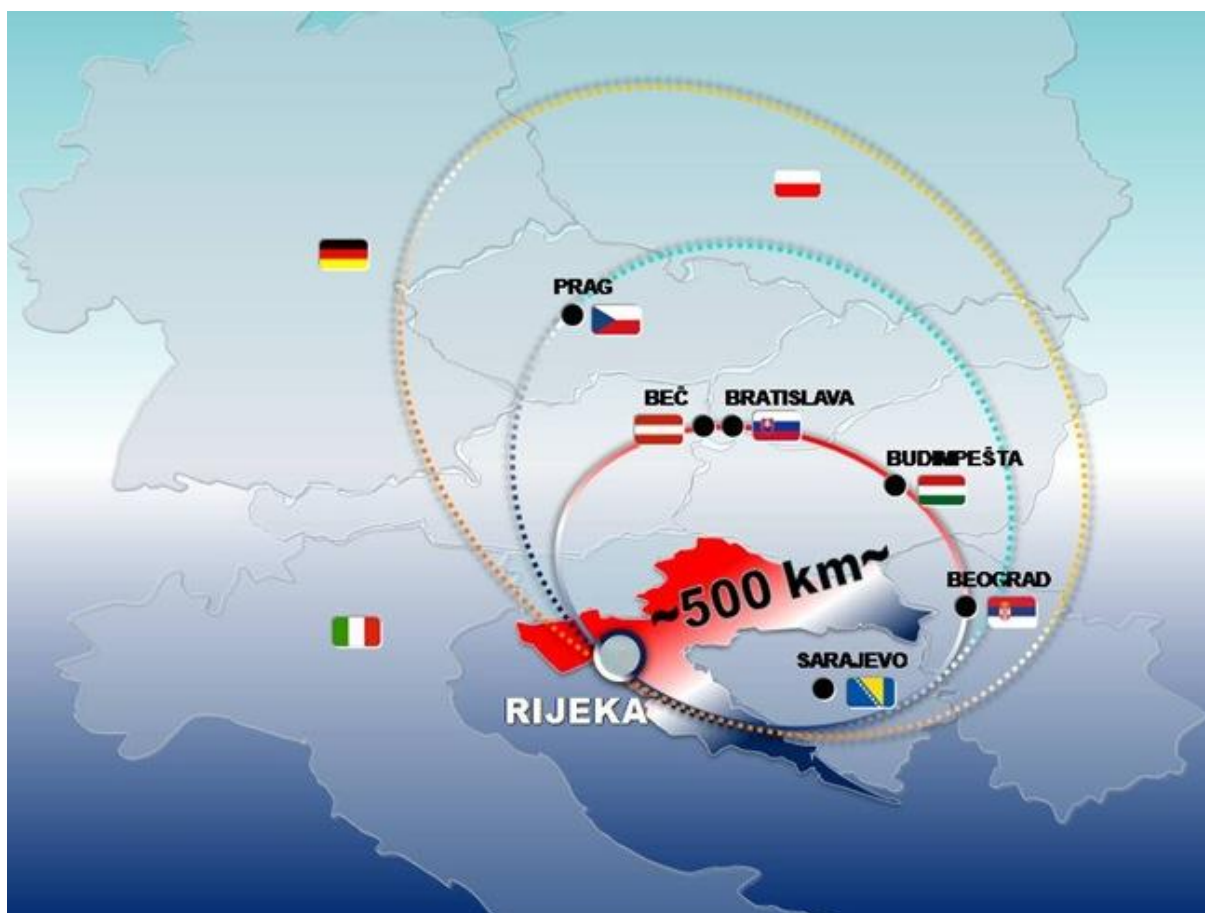 PRAG
BEČ
BRATISLAVA
BUDIMPEŠTA
~500 km~
BEOGRAD
SARAJEVO
RIJEKA